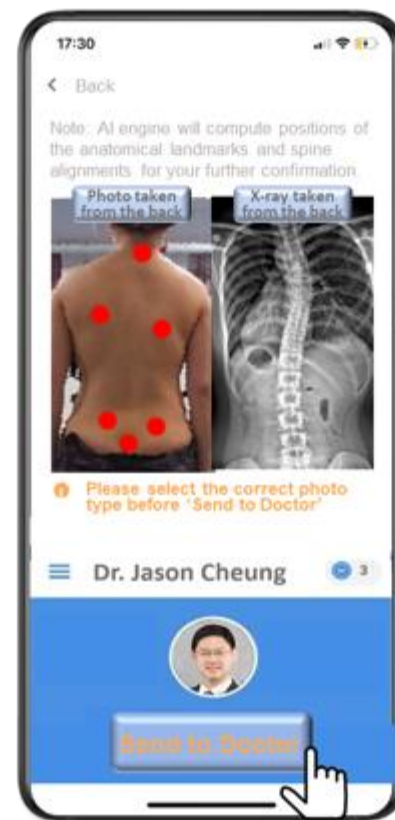 17:30
Back
Note: AI engine will compute positions of
the anatomical landmarks and spine
alignments for your further confirmation
Photo taken
from the back
X-ray taken
from the back
Please select the correct photo
type before 'Send to Doctor'
Dr. Jason Cheung
3
Send to Doctor